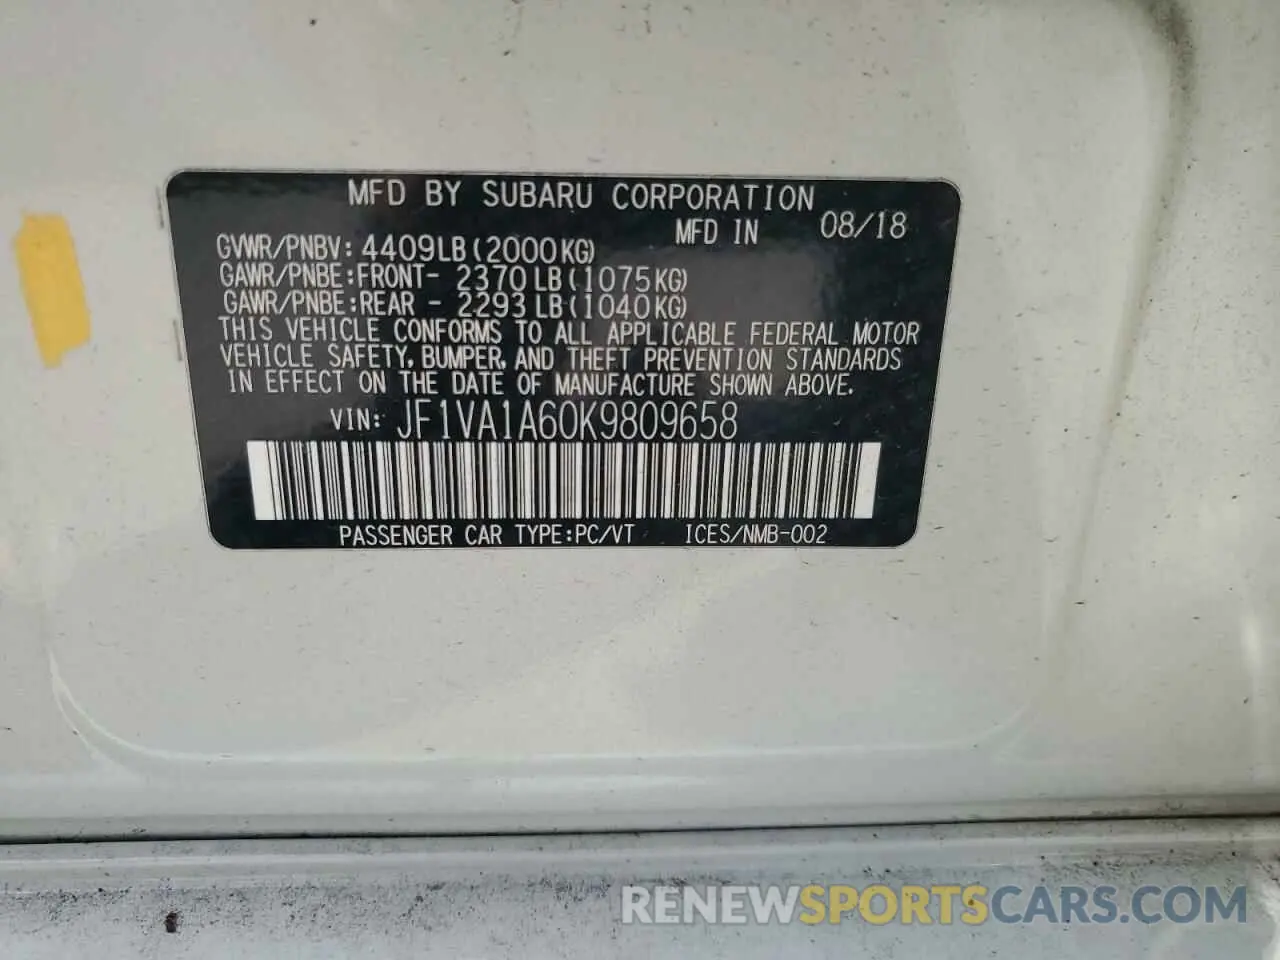 MFD BY SUBARU CORPORATION
MFD IN 08/18
GVWR/PNBV: 4409LB(2000KG)
GAWR/PNBE:FRONT- 2370LB(1075KG)
GAWR/PNBE:REAR - 2293LB(1040KG)
THIS VEHICLE CONFORMS TO ALL APPLICABLE FEDERAL MOTOR
VEHICLE SAFETY, BUMPER, AND THEFT PREVENTION STANDARDS
IN EFFECT ON THE DATE OF MANUFACTURE SHOWN ABOVE.
VIN: JF1VA1A60K9809658
PASSENGER CAR TYPE:PC/VT ICES/NMB-002
RENEWSPORTSCARS.COM